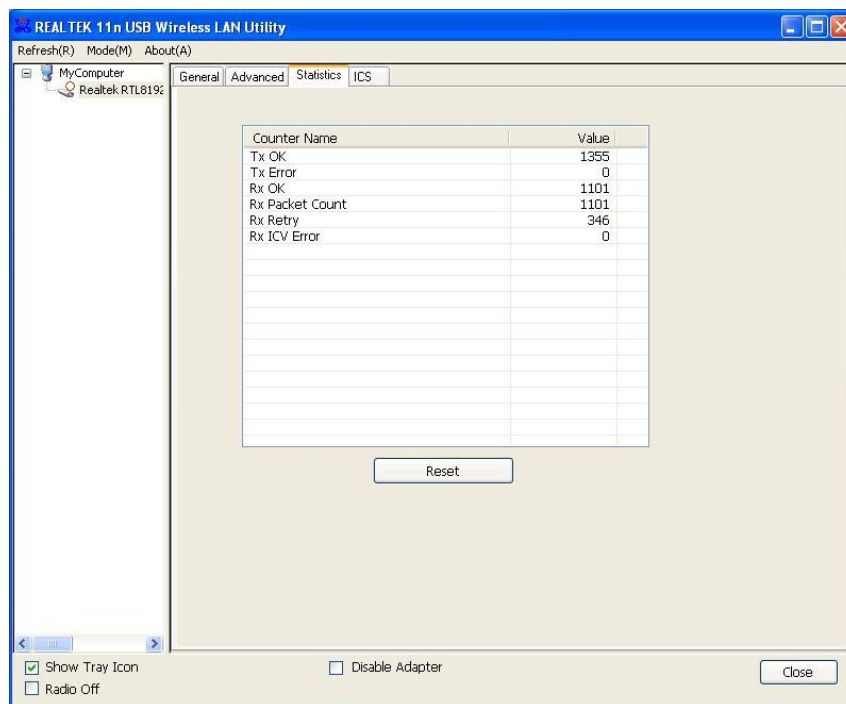 REALTEK 11n USB Wireless LAN Utility
Refresh(R) Mode(M) About(A)
MyComputer
Realtek RTL8192
General Advanced Statistics ICS
Counter Name Value
Tx OK 1355
Tx Error 0
Rx OK 1101
Rx Packet Count 1101
Rx Retry 346
Rx ICV Error 0
Reset
Show Tray Icon Disable Adapter
Radio Off
Close